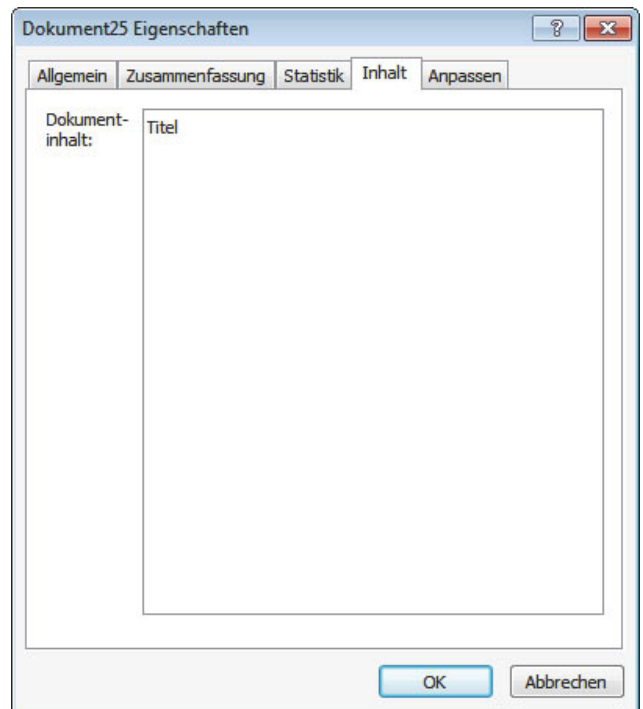 Dokument25 Eigenschaften
?
Allgemein Zusammenfassung Statistik Inhalt Anpassen
Dokument-
inhalt:
Titel
OK Abbrechen